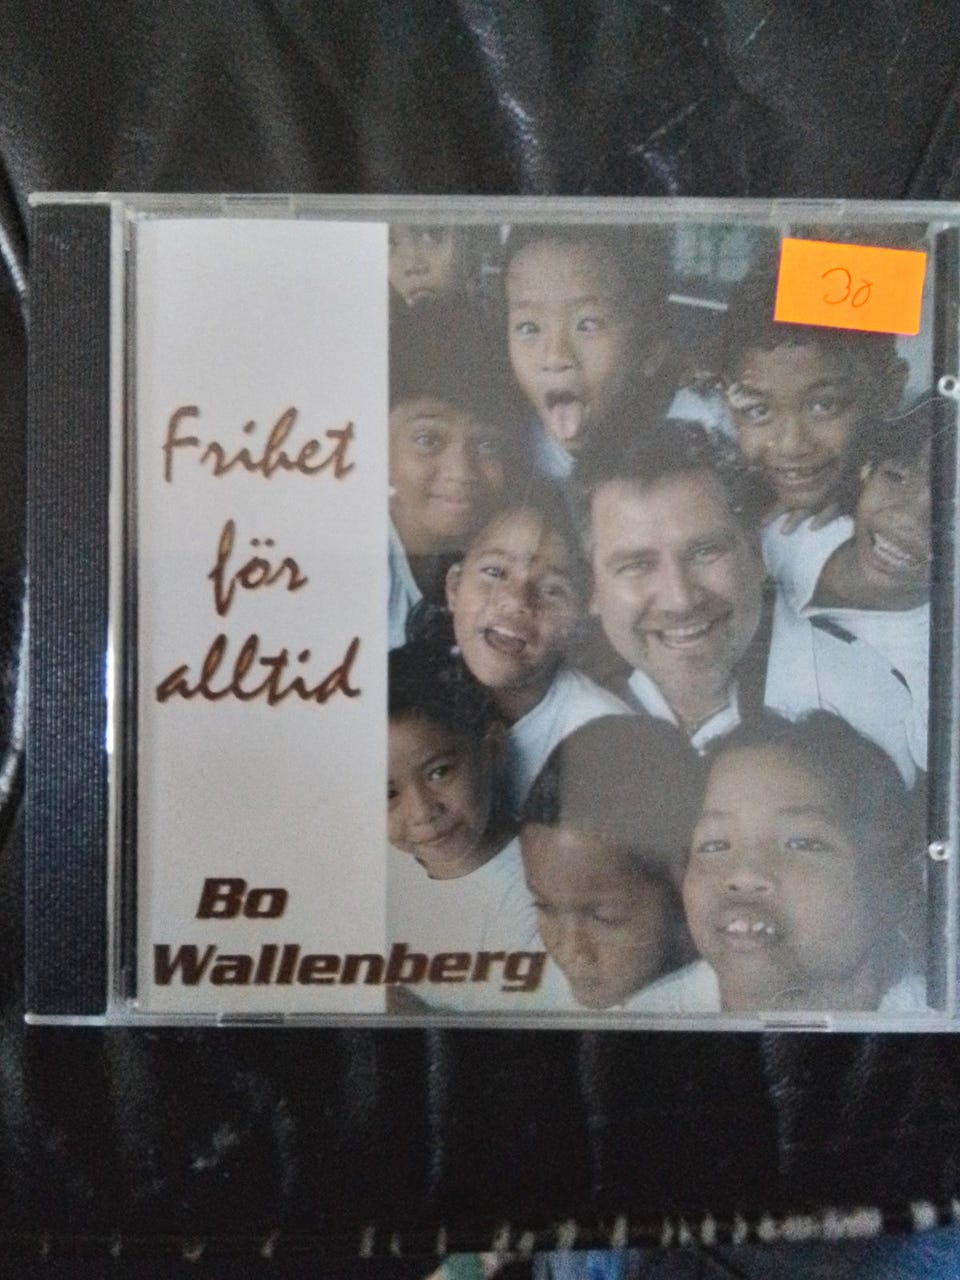 30
Frihet
för
alltid
Bo
Wallenberg